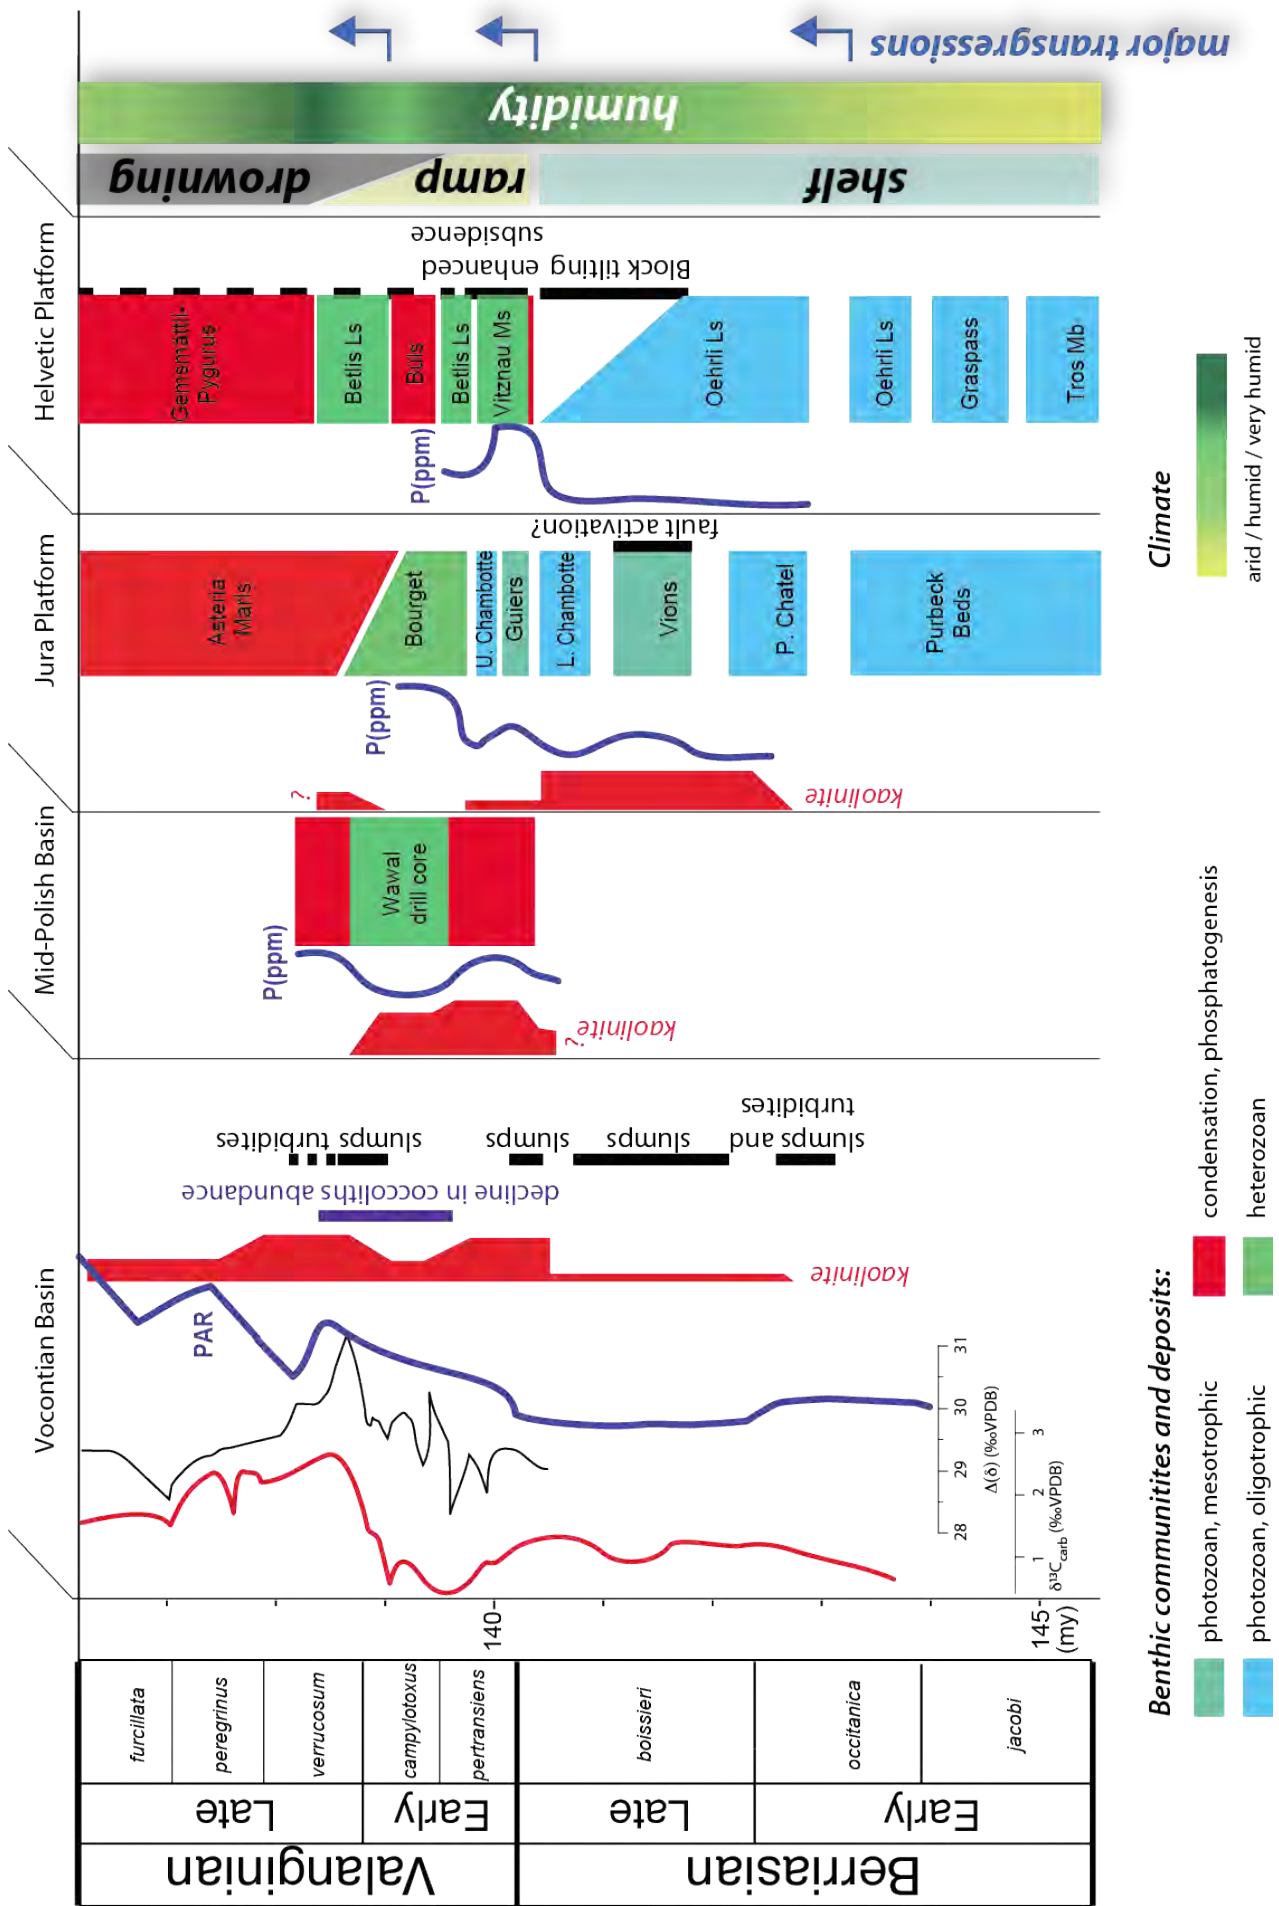 Vocontian Basin
Mid-Polish Basin
Jura Platform
Helvetic Platform
Valanginian
Berriasian
Late
Early
Late
Early
furcillata
peregrinus
verrucosum
campylotoxus
pertransiens
boissieri
occitanica
jacobi
140
145
(my)
PAR
28
29
30
31
Δ(δ) (‰VPDB)
1
2
3
δ¹³Ccarb (‰VPDB)
kaolinite
decline in coccoliths abundance
turbidites
slumps
slumps
slumps
slumps and
turbidites
P(ppm)
kaolinite
?
Wawal
drill core
P(ppm)
?
kaolinite
Asteria
Marls
Bourget
U. Chambotte
Guiers
L. Chambotte
Vions
P. Chatel
Purbeck
Beds
fault activation?
P(ppm)
Gemsmättli-
Pygurus
Betlis Ls
Büls
Betlis Ls
Vitznau Ms
Oehrli Ls
Oehrli Ls
Graspass
Tros Mb
Block tilting enhanced
subsidence
drowning
ramp
shelf
humidity
major transgressions
Benthic communitites and deposits:
photozoan, mesotrophic
photozoan, oligotrophic
condensation, phosphatogenesis
heterozoan
Climate
arid / humid / very humid